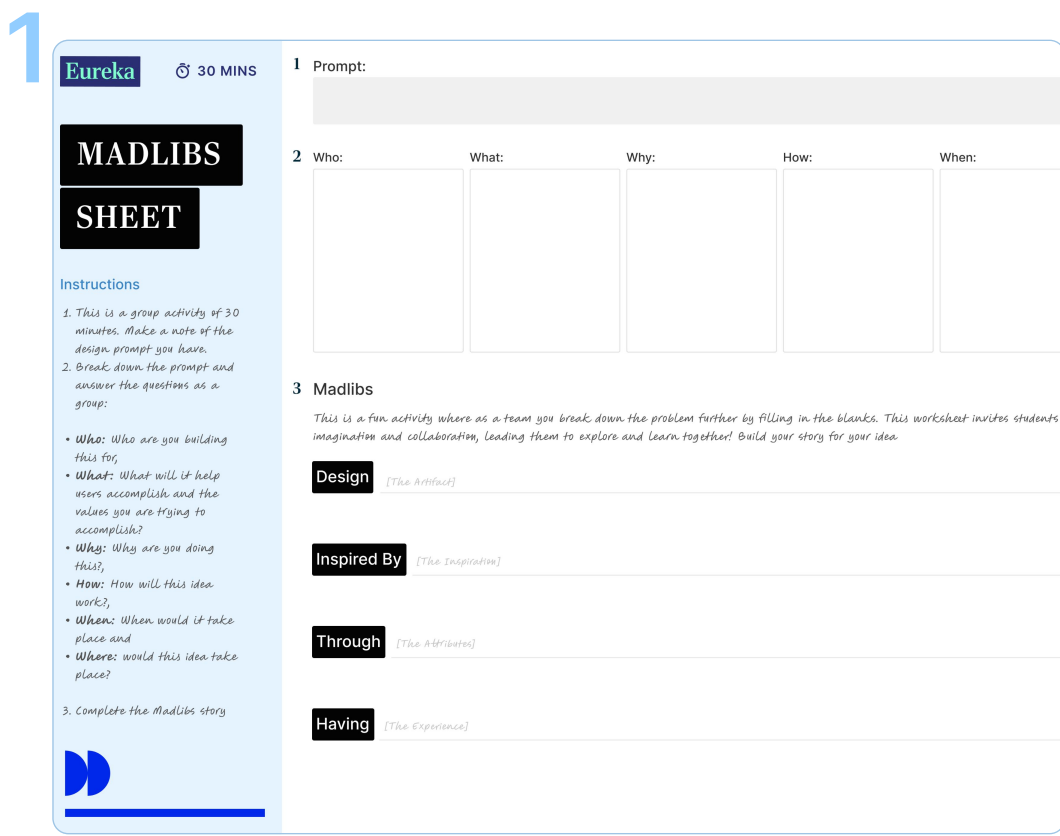 1
Eureka
30 MINS
MADLIBS
SHEET
Instructions
1. This is a group activity of 30
minutes. Make a note of the
design prompt you have.
2. Break down the prompt and
answer the questions as a
group:
• Who: Who are you building
this for,
• What: What will it help
users accomplish and the
values you are trying to
accomplish?
• Why: Why are you doing
this?,
• How: How will this idea
work?,
• When: When would it take
place and
• Where: would this idea take
place?
3. Complete the Madlibs story
1 Prompt:
2 Who: What: Why: How: When:
3 Madlibs
This is a fun activity where as a team you break down the problem further by filling in the blanks. This worksheet invites students
imagination and collaboration, leading them to explore and learn together! Build your story for your idea
Design [The Artifact]
Inspired By [The Inspiration]
Through [The Attributes]
Having [The Experience]